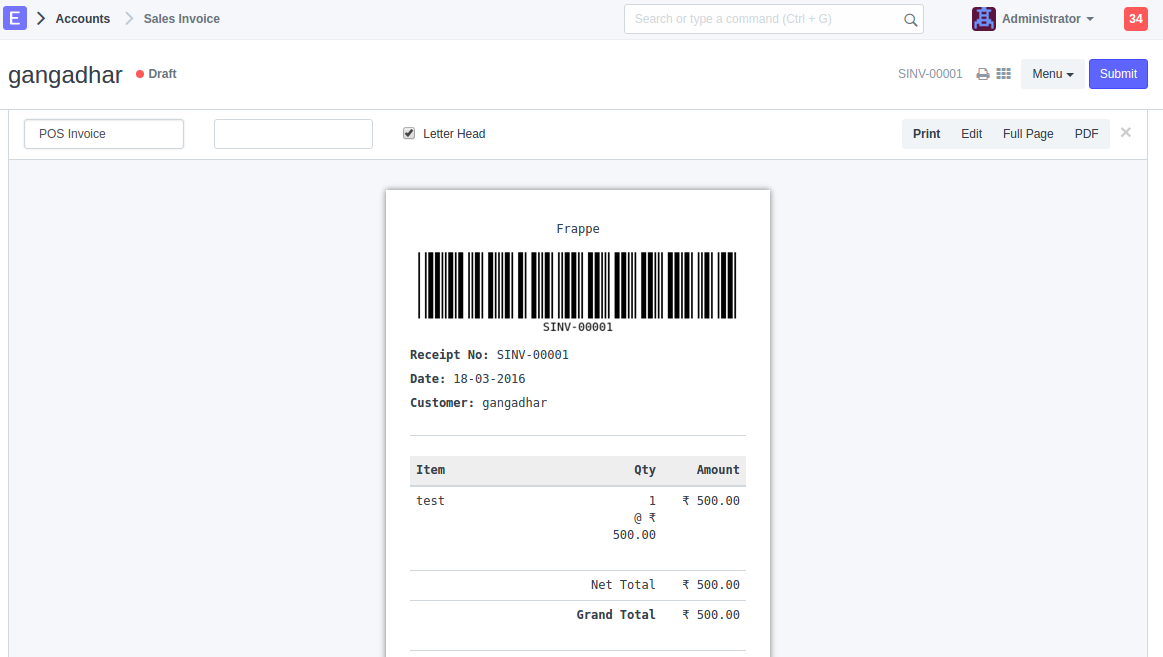 E Accounts Sales Invoice Search or type a command (Ctrl + G) Administrator 34
gangadhar Draft SINV-00001 Menu Submit
POS Invoice Letter Head Print Edit Full Page PDF ×
Frappe
SINV-00001
Receipt No: SINV-00001
Date: 18-03-2016
Customer: gangadhar
Item Qty Amount
test 1 ₹ 500.00
@ ₹
500.00
Net Total ₹ 500.00
Grand Total ₹ 500.00